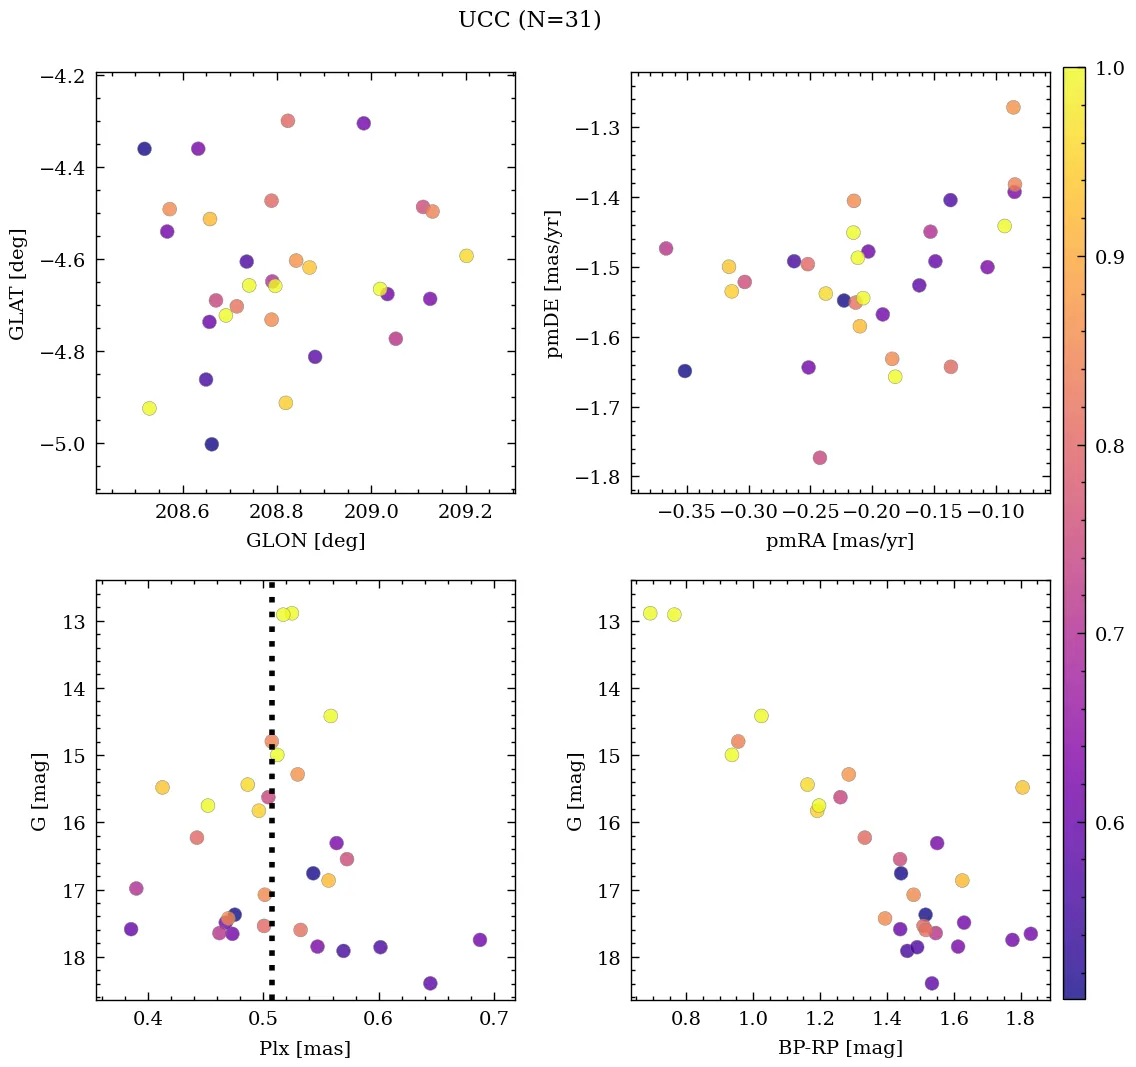 UCC (N=31)
−4.2
−4.4
−4.6
−4.8
−5.0
GLAT [deg]
208.6 208.8 209.0 209.2
GLON [deg]
−1.3
−1.4
−1.5
−1.6
−1.7
−1.8
pmDE [mas/yr]
−0.35 −0.30 −0.25 −0.20 −0.15 −0.10
pmRA [mas/yr]
13
14
15
16
17
18
G [mag]
0.4 0.5 0.6 0.7
Plx [mas]
13
14
15
16
17
18
G [mag]
0.8 1.0 1.2 1.4 1.6 1.8
BP-RP [mag]
1.0
0.9
0.8
0.7
0.6